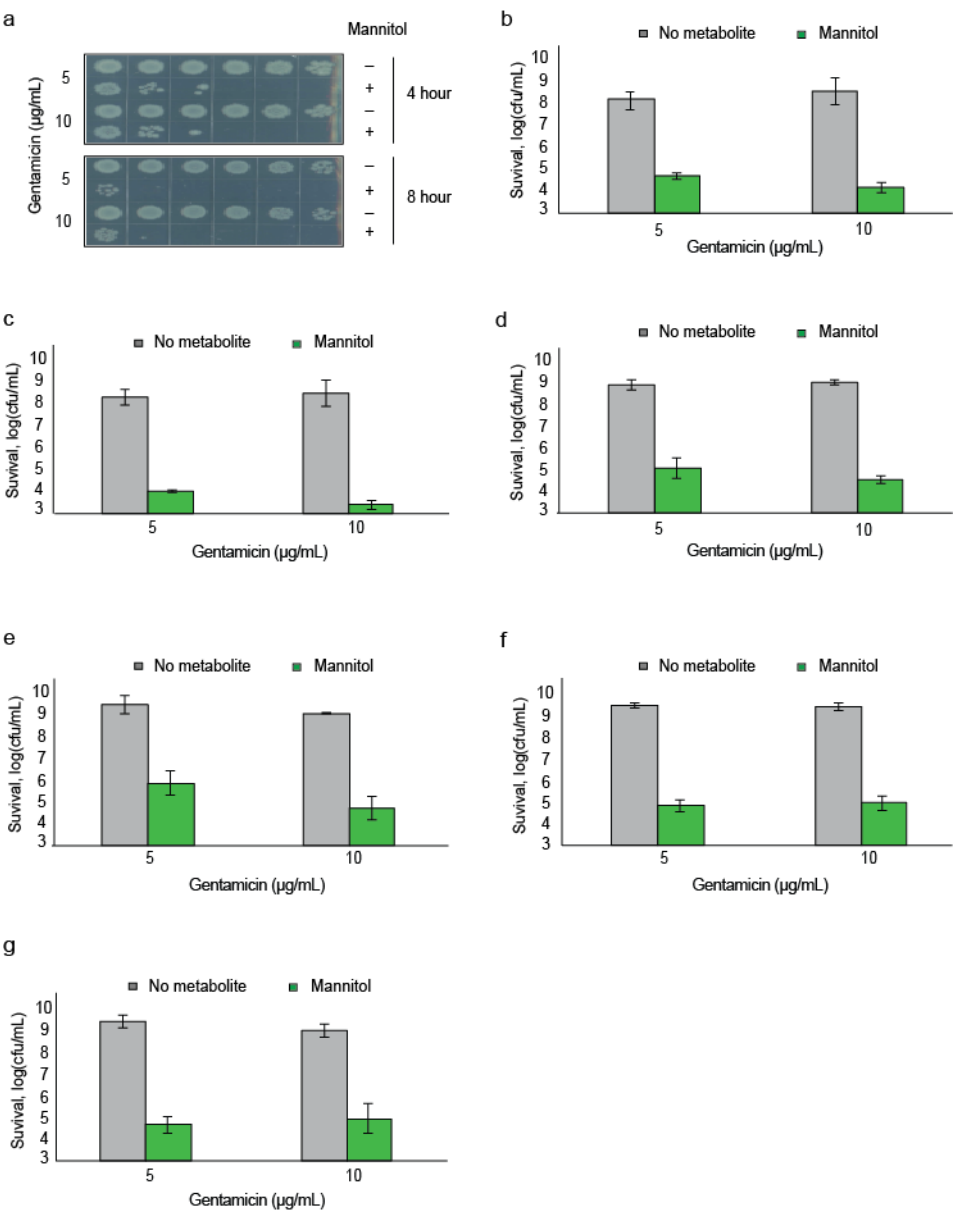 a
Mannitol
Gentamicin (µg/mL)
5
10
5
10
–
+
–
+
4 hour
–
+
–
+
8 hour
b
No metabolite
Mannitol
Suvival, log(cfu/mL)
10
9
8
7
6
5
4
3
5
10
Gentamicin (µg/mL)
c
No metabolite
Mannitol
Suvival, log(cfu/mL)
10
9
8
7
6
5
4
3
5
10
Gentamicin (µg/mL)
d
No metabolite
Mannitol
Suvival, log(cfu/mL)
10
9
8
7
6
5
4
3
5
10
Gentamicin (µg/mL)
e
No metabolite
Mannitol
Suvival, log(cfu/mL)
10
9
8
7
6
5
4
3
5
10
Gentamicin (µg/mL)
f
No metabolite
Mannitol
Suvival, log(cfu/mL)
10
9
8
7
6
5
4
3
5
10
Gentamicin (µg/mL)
g
No metabolite
Mannitol
Suvival, log(cfu/mL)
10
9
8
7
6
5
4
3
5
10
Gentamicin (µg/mL)